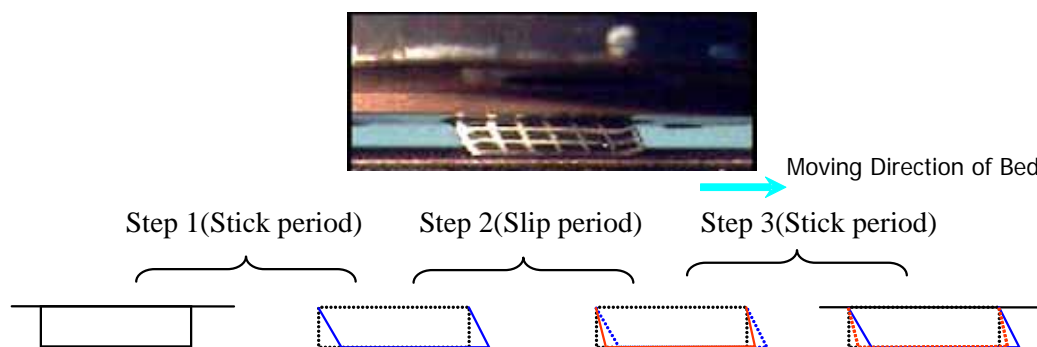 Moving Direction of Bed
Step 1(Stick period)
Step 2(Slip period)
Step 3(Stick period)